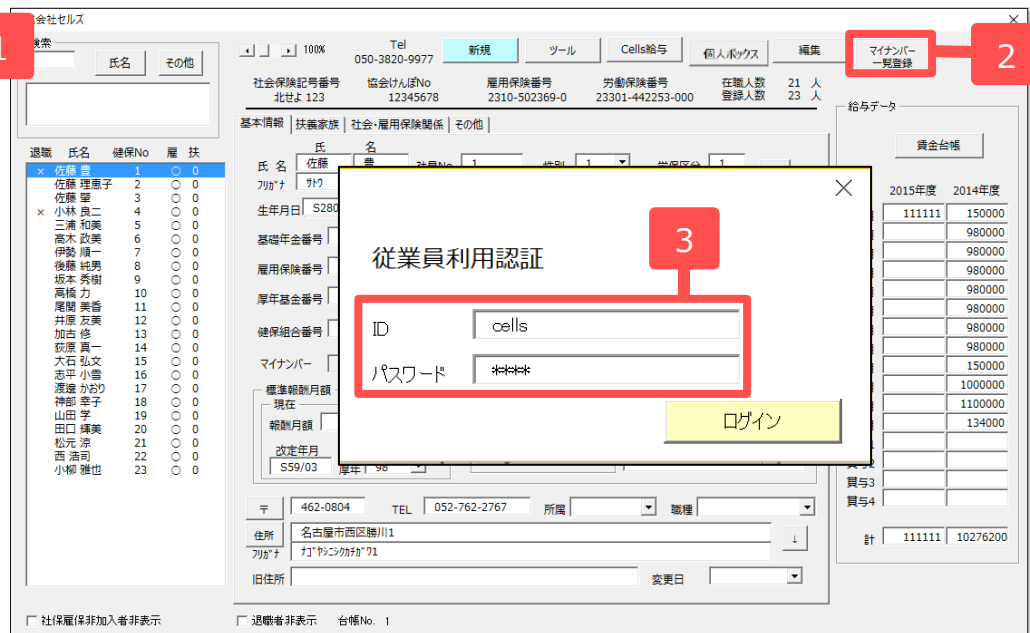 会社セルズ
1
検索
氏名
その他
100%
Tel
050-3820-9977
新規
ツール
Cells給与
個人ボックス
編集
マイナンバー
一覧登録
2
社会保険記号番号
北せよ 123
協会けんぽNo
12345678
雇用保険番号
2310-502369-0
労働保険番号
23301-442253-000
在職人数 21 人
登録人数 23 人
基本情報 扶養家族 社会・雇用保険関係 その他
退職 氏名 健保No 雇 扶
× 佐藤 豊 1 ○ 0
佐藤 理恵子 2 ○ 0
佐藤 肇 3 ○ 0
× 小林 良二 4 ○ 0
三浦 和美 5 ○ 0
高木 政美 6 ○ 0
伊勢 順一 7 ○ 0
後藤 純男 8 ○ 0
坂本 秀樹 9 ○ 0
高橋 力 10 ○ 0
尾関 美香 11 ○ 0
井原 友美 12 ○ 0
加古 修 13 ○ 0
荻原 真一 14 ○ 0
大石 弘文 15 ○ 0
志平 小雪 16 ○ 0
渡邉 かおり 17 ○ 0
神部 幸子 18 ○ 0
山田 学 19 ○ 0
田口 輝美 20 ○ 0
松元 涼 21 ○ 0
西 浩司 22 ○ 0
小柳 雅也 23 ○ 0
氏 名
氏 名 佐藤 豊 社員No 1 性別 1 労保区分 1
フリガナ サトウ
生年月日 S280
基礎年金番号
雇用保険番号
厚年基金番号
健保組合番号
マイナンバー
標準報酬月額
現在
報酬月額
改定年月
S59/03 厚年 98
3
従業員利用認証
ID cells
パスワード *****
ログイン
〒 462-0804 TEL 052-762-2767 所属 職種
住所 名古屋市西区勝川1
フリガナ ナゴヤシニシクカチガワ1
↓
旧住所 変更日
給与データ
賃金台帳
2015年度 2014年度
111111 150000
980000
980000
980000
980000
980000
980000
980000
150000
1000000
1100000
134000
賞与3
賞与4
計 111111 10276200
社保雇保非加入者非表示
退職者非表示 台帳No. 1